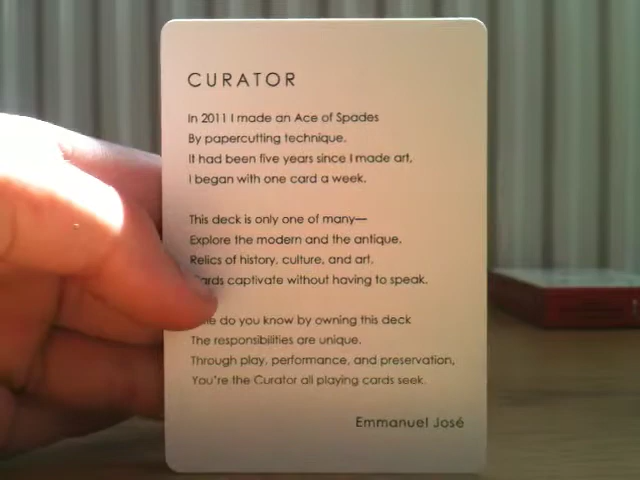 CURATOR
In 2011 I made an Ace of Spades
By papercutting technique.
It had been five years since I made art,
I began with one card a week.
This deck is only one of many—
Explore the modern and the antique.
Relics of history, culture, and art.
Cards captivate without having to speak.
do you know by owning this deck
The responsibilities are unique.
Through play, performance, and preservation,
You're the Curator all playing cards seek.
Emmanuel José